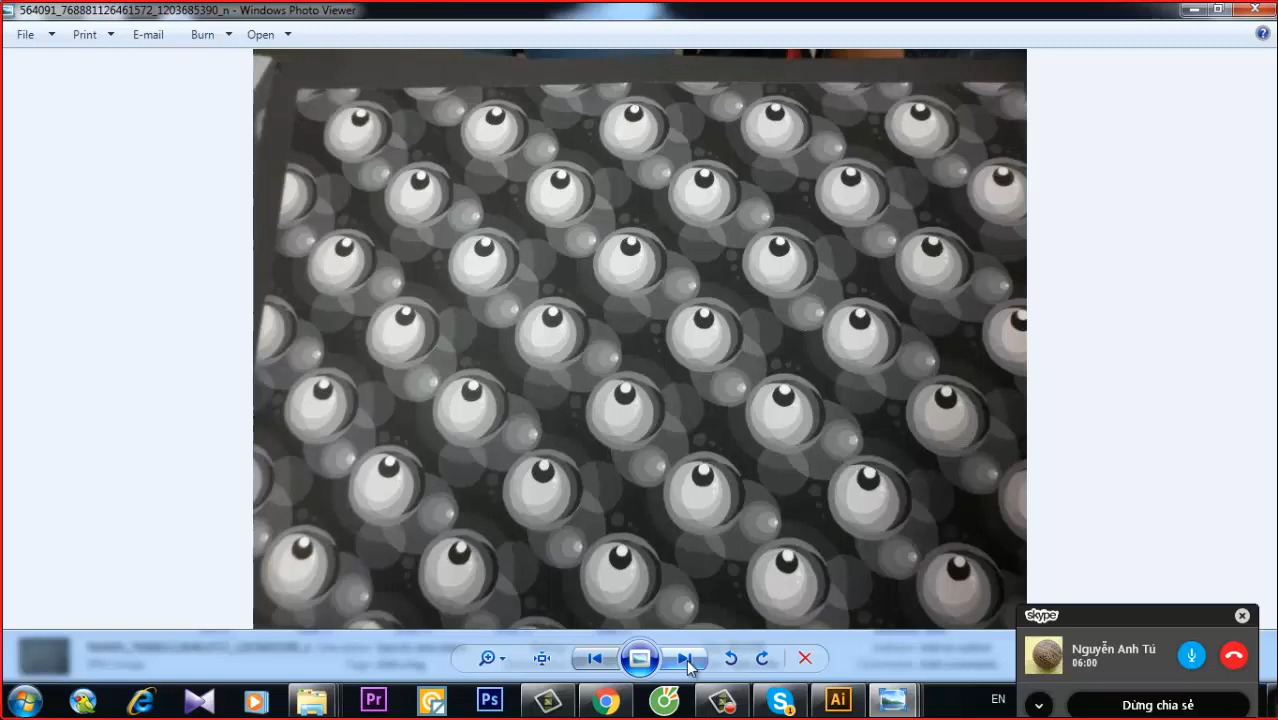 564091_768881126461572_1203685390_n - Windows Photo Viewer
File Print E-mail Burn Open
skype
Nguyễn Anh Tú
06:00
Dừng chia sẻ
Pr Ps Ai EN